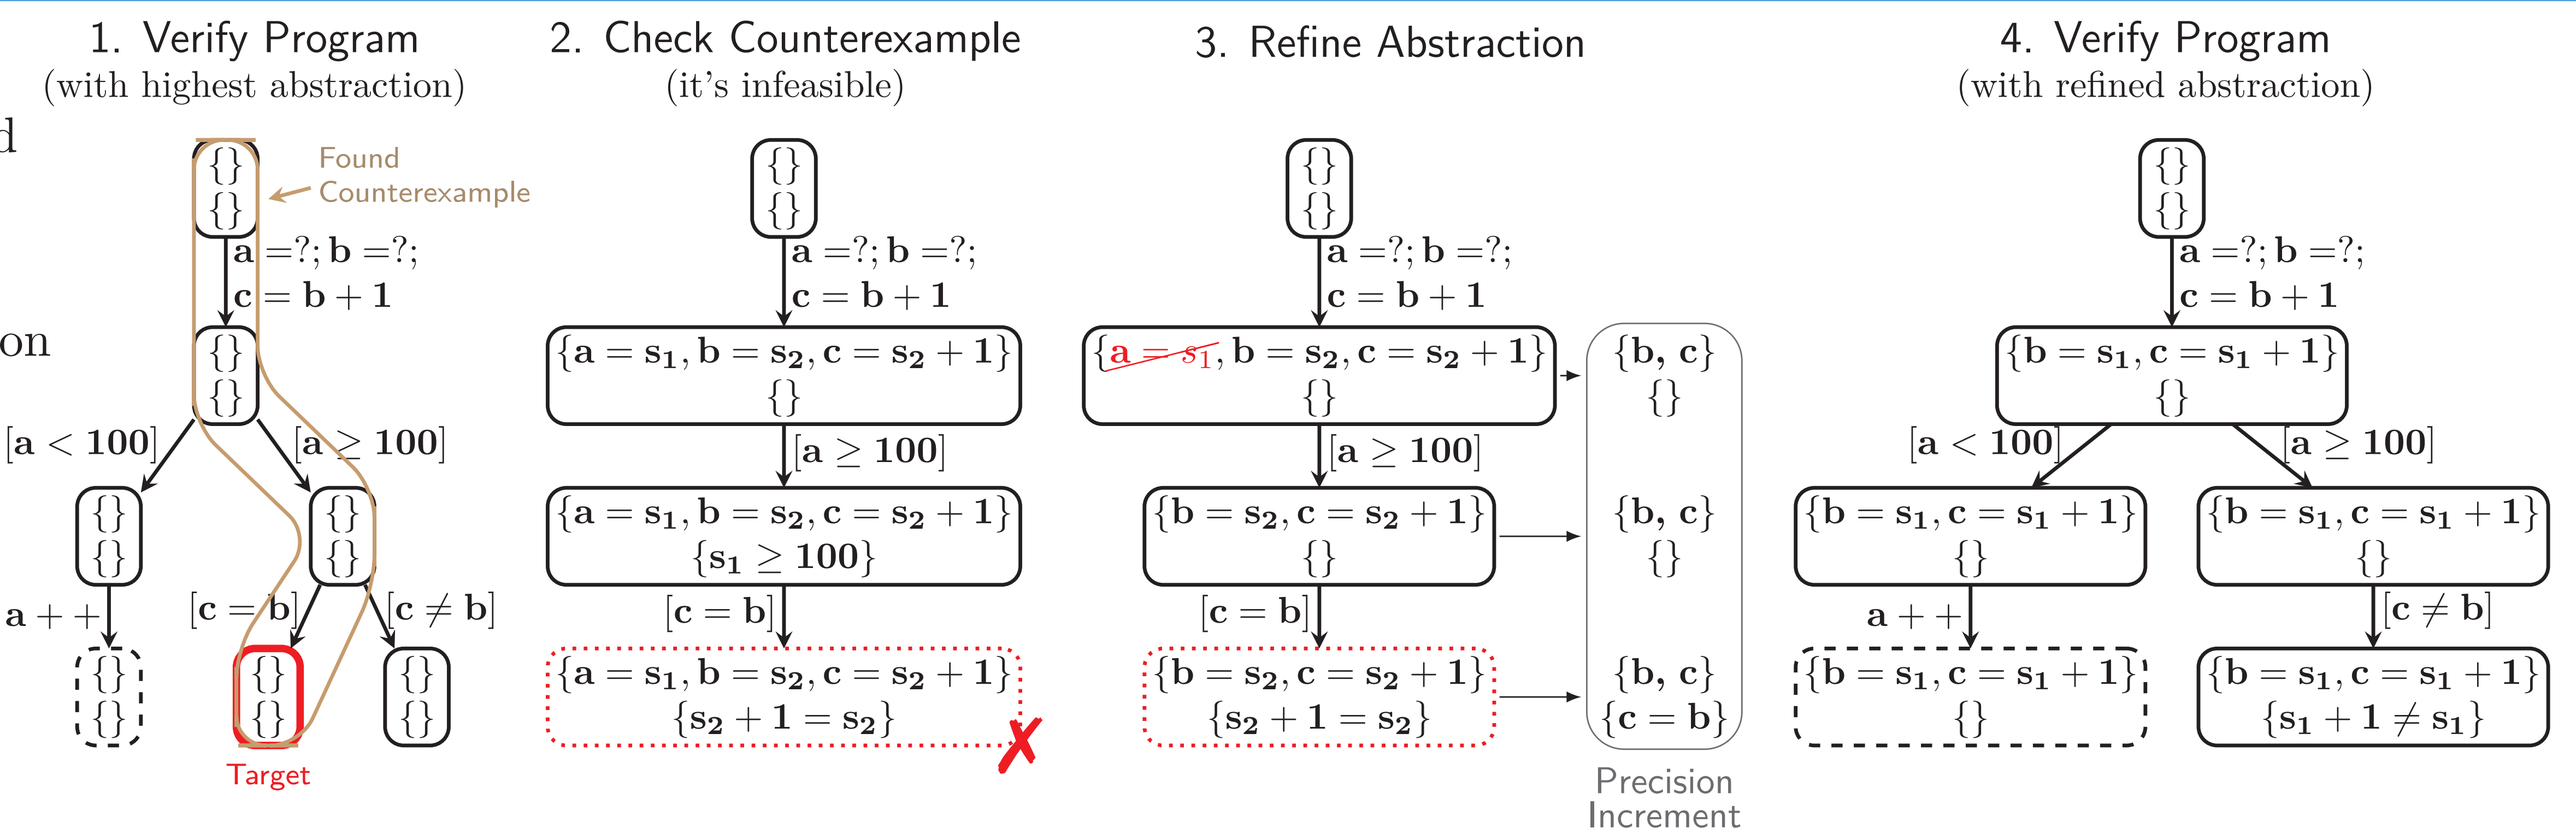 1. Verify Program
(with highest abstraction)
d
on
{}
{}
Found
Counterexample
a =?; b =?;
c = b + 1
{}
{}
[a < 100]
[a ≥ 100]
{}
{}
{}
{}
a + +
[c = b]
[c ≠ b]
{}
{}
{}
{}
{}
{}
Target
2. Check Counterexample
(it's infeasible)
{}
{}
a =?; b =?;
c = b + 1
{a = s₁, b = s₂, c = s₂ + 1}
{}
[a ≥ 100]
{a = s₁, b = s₂, c = s₂ + 1}
{s₁ ≥ 100}
[c = b]
{a = s₁, b = s₂, c = s₂ + 1}
{s₂ + 1 = s₂}
✗
3. Refine Abstraction
{}
{}
a =?; b =?;
c = b + 1
{a = s₁, b = s₂, c = s₂ + 1}
{}
{b, c}
{}
[a ≥ 100]
{b = s₂, c = s₂ + 1}
{}
{b, c}
{}
[c = b]
{b = s₂, c = s₂ + 1}
{s₂ + 1 = s₂}
{b, c}
{c = b}
Precision
Increment
4. Verify Program
(with refined abstraction)
{}
{}
a =?; b =?;
c = b + 1
{b = s₁, c = s₁ + 1}
{}
[a < 100]
[a ≥ 100]
{b = s₁, c = s₁ + 1}
{}
{b = s₁, c = s₁ + 1}
{}
a + +
[c ≠ b]
{b = s₁, c = s₁ + 1}
{}
{b = s₁, c = s₁ + 1}
{s₁ + 1 ≠ s₁}